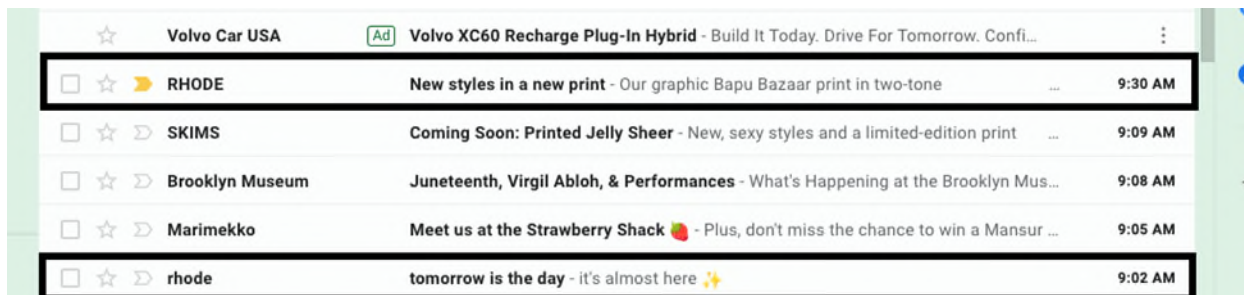 Volvo Car USA Ad Volvo XC60 Recharge Plug-In Hybrid - Build It Today. Drive For Tomorrow. Confi...
RHODE New styles in a new print - Our graphic Bapu Bazaar print in two-tone ... 9:30 AM
SKIMS Coming Soon: Printed Jelly Sheer - New, sexy styles and a limited-edition print ... 9:09 AM
Brooklyn Museum Juneteenth, Virgil Abloh, & Performances - What's Happening at the Brooklyn Mus... 9:08 AM
Marimekko Meet us at the Strawberry Shack 🍓 - Plus, don't miss the chance to win a Mansur ... 9:05 AM
rhode tomorrow is the day - it's almost here ✨ 9:02 AM